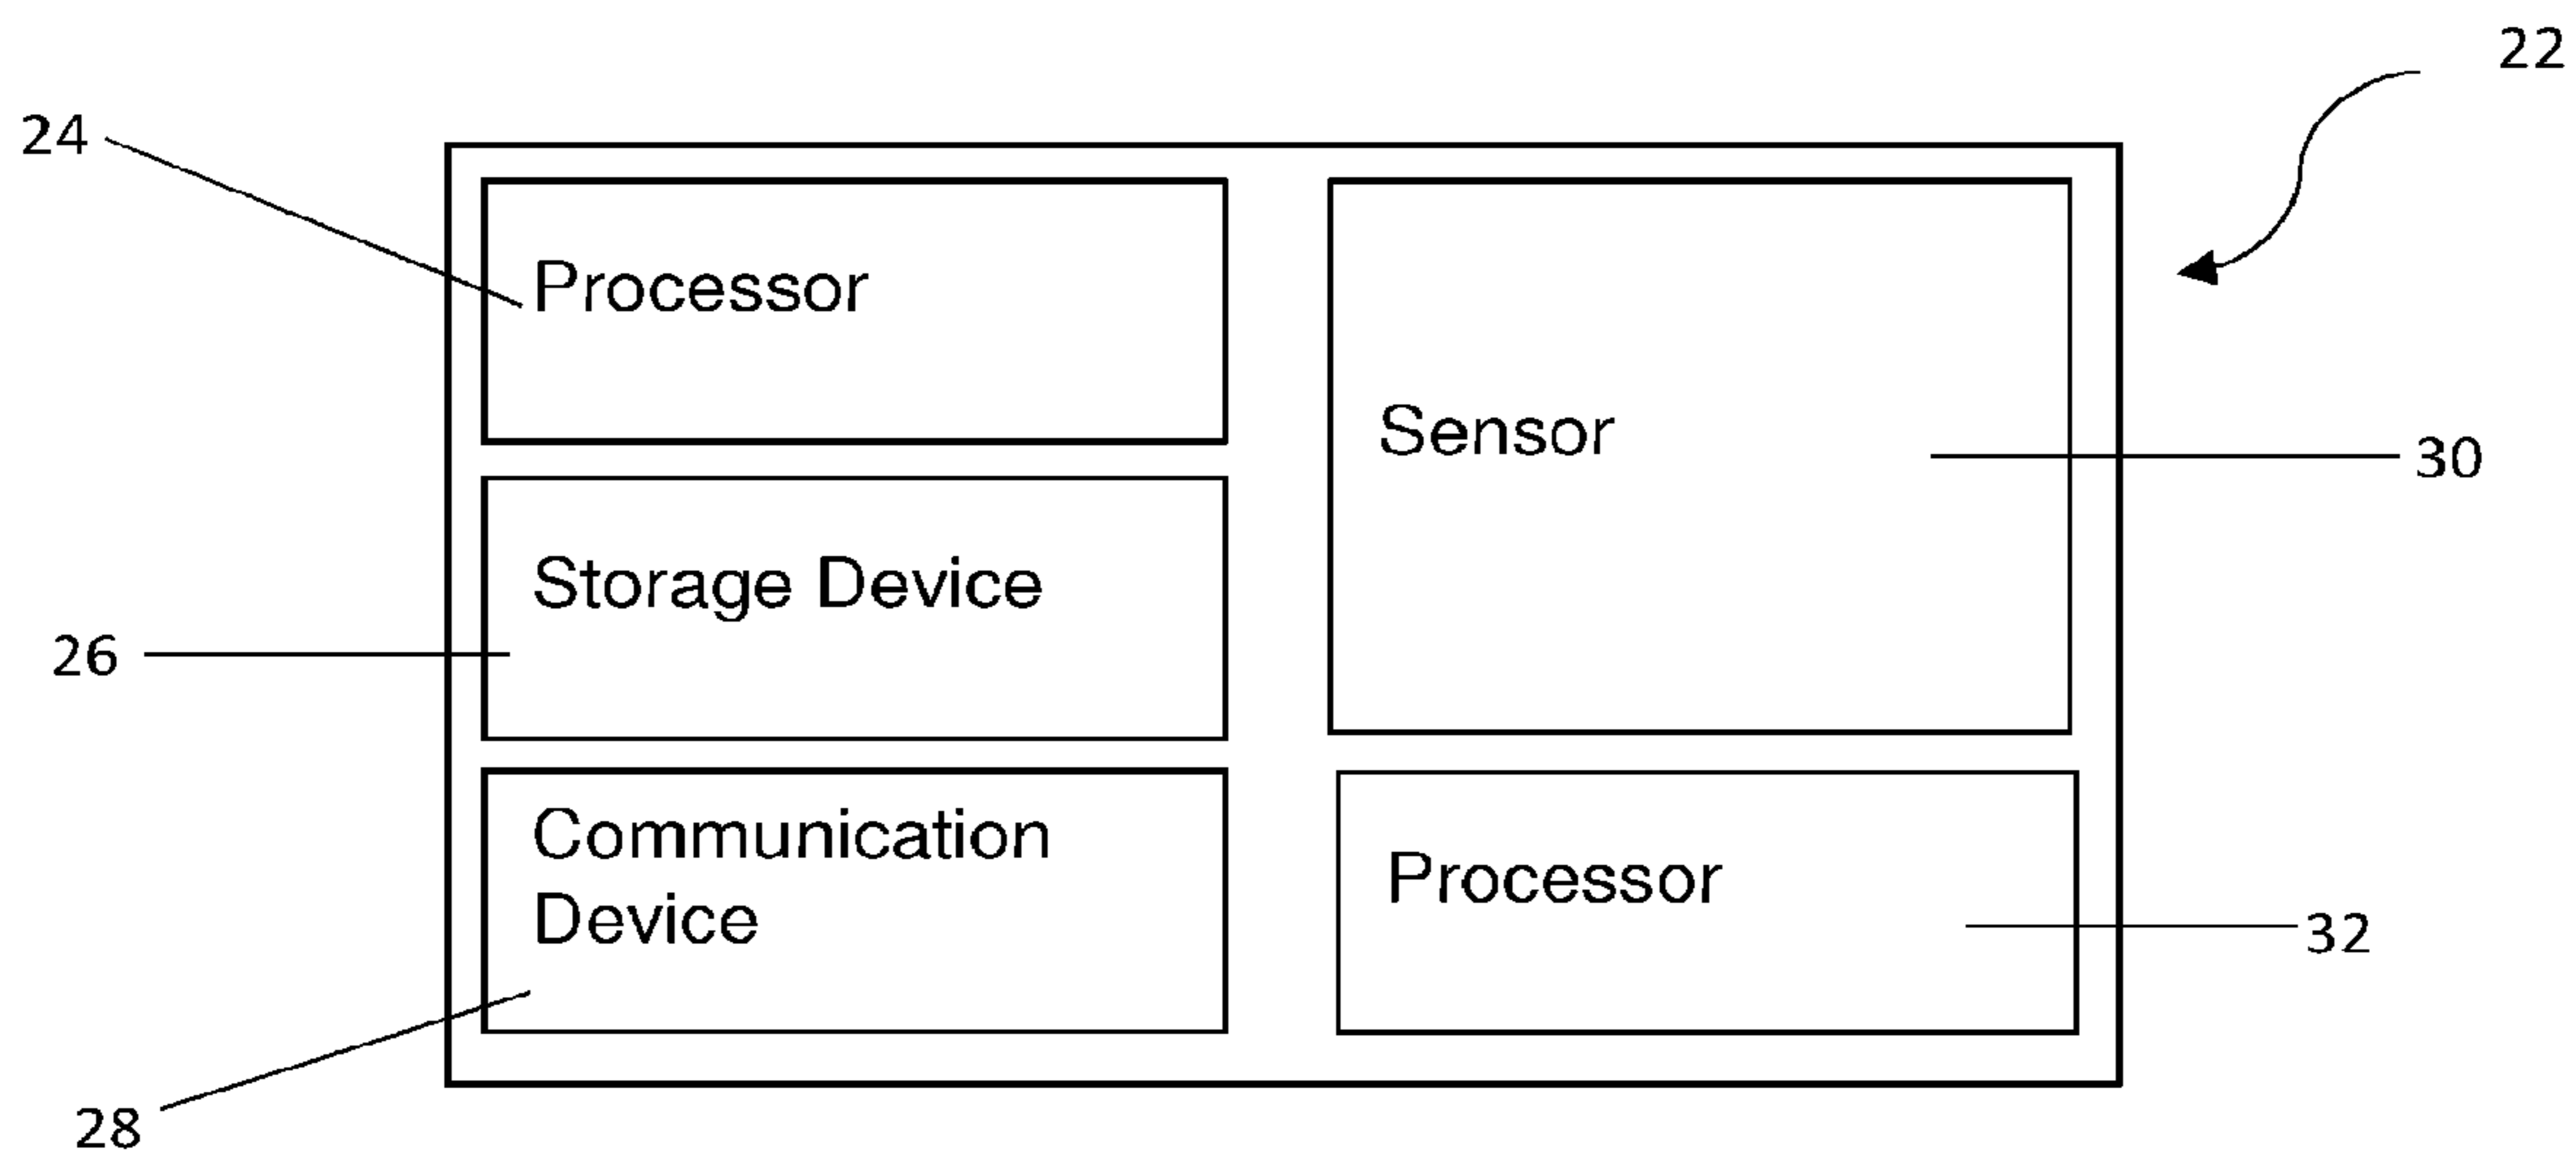 22
24
Processor
Sensor
30
Storage Device
26
Communication
Device
Processor
32
28